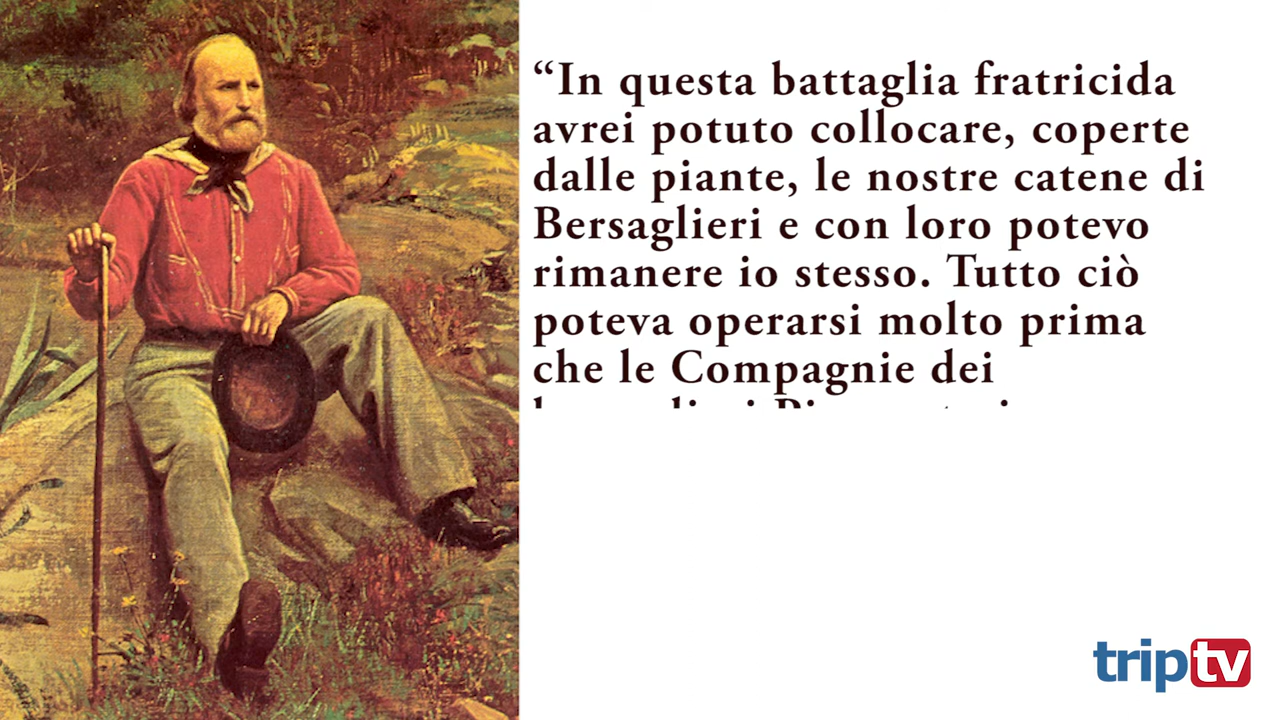 “In questa battaglia fratricida
avrei potuto collocare, coperte
dalle piante, le nostre catene di
Bersaglieri e con loro potevo
rimanere io stesso. Tutto ciò
poteva operarsi molto prima
che le Compagnie dei
triptv